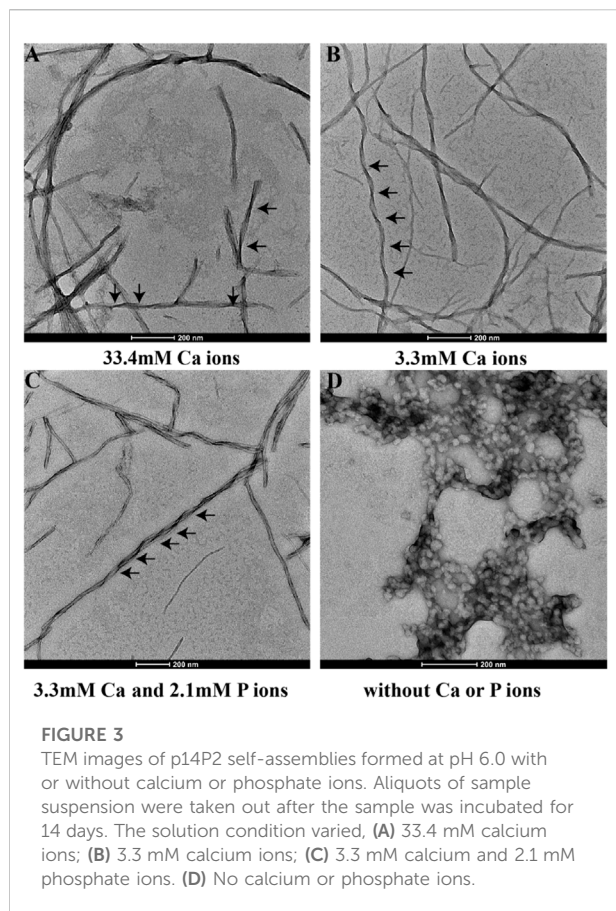 A
B
200 nm
200 nm
33.4mM Ca ions
3.3mM Ca ions
C
D
200 nm
200 nm
3.3mM Ca and 2.1mM P ions
without Ca or P ions
FIGURE 3
TEM images of p14P2 self-assemblies formed at pH 6.0 with
or without calcium or phosphate ions. Aliquots of sample
suspension were taken out after the sample was incubated for
14 days. The solution condition varied, (A) 33.4 mM calcium
ions; (B) 3.3 mM calcium ions; (C) 3.3 mM calcium and 2.1 mM
phosphate ions. (D) No calcium or phosphate ions.